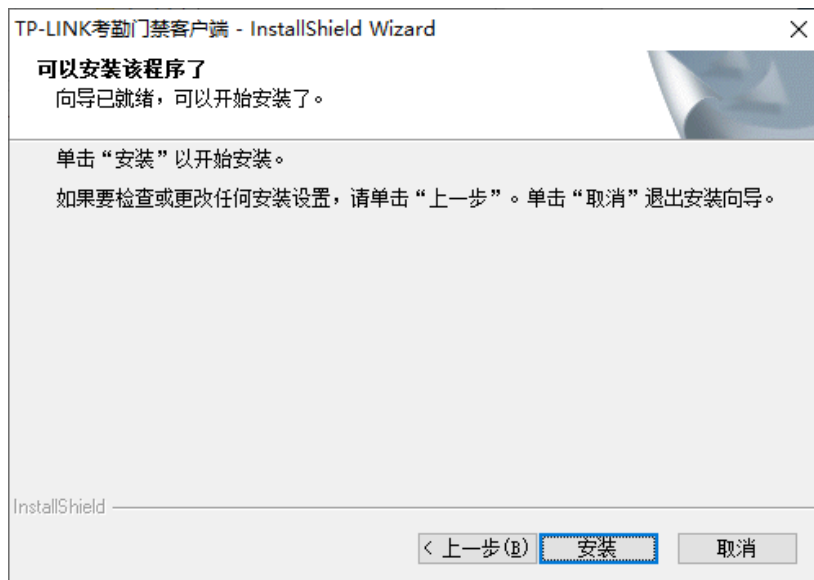 TP-LINK考勤门禁客户端 - InstallShield Wizard
可以安装该程序了
向导已就绪，可以开始安装了。
单击“安装”以开始安装。
如果要检查或更改任何安装设置，请单击“上一步”。单击“取消”退出安装向导。
InstallShield
< 上一步(B) 安装 取消